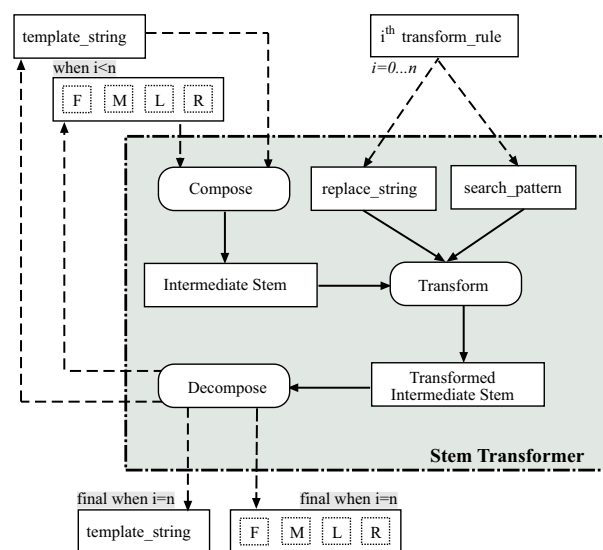 template_string
i^th transform_rule
when i<n
i=0...n
F M L R
Compose
replace_string
search_pattern
Intermediate Stem
Transform
Decompose
Transformed
Intermediate Stem
Stem Transformer
final when i=n
final when i=n
template_string
F M L R